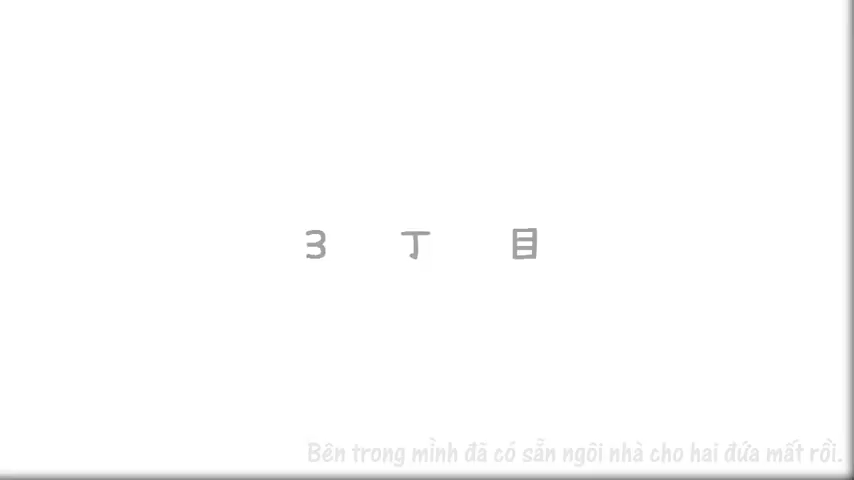 3丁目
Bên trong mình đã có sẵn ngôi nhà cho hai đứa mất rồi.